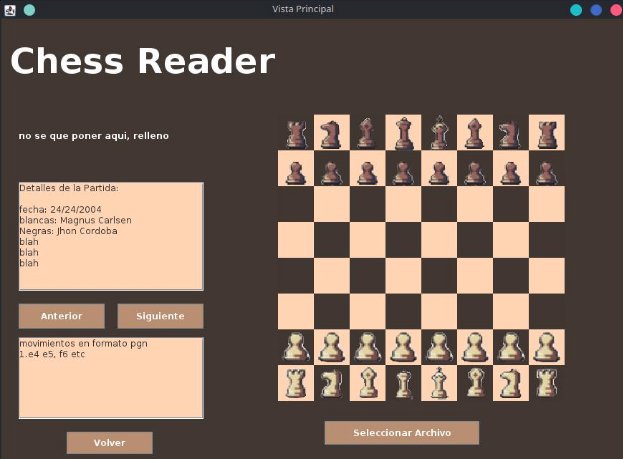 Vista Principal
Chess Reader
no se que poner aqui, relleno
Detalles de la Partida:
fecha: 24/24/2004
blancas: Magnus Carlsen
Negras: Jhon Cordoba
blah
blah
blah
Anterior
Siguiente
movimientos en formato pgn
1.e4 e5, f6 etc
Volver
Seleccionar Archivo